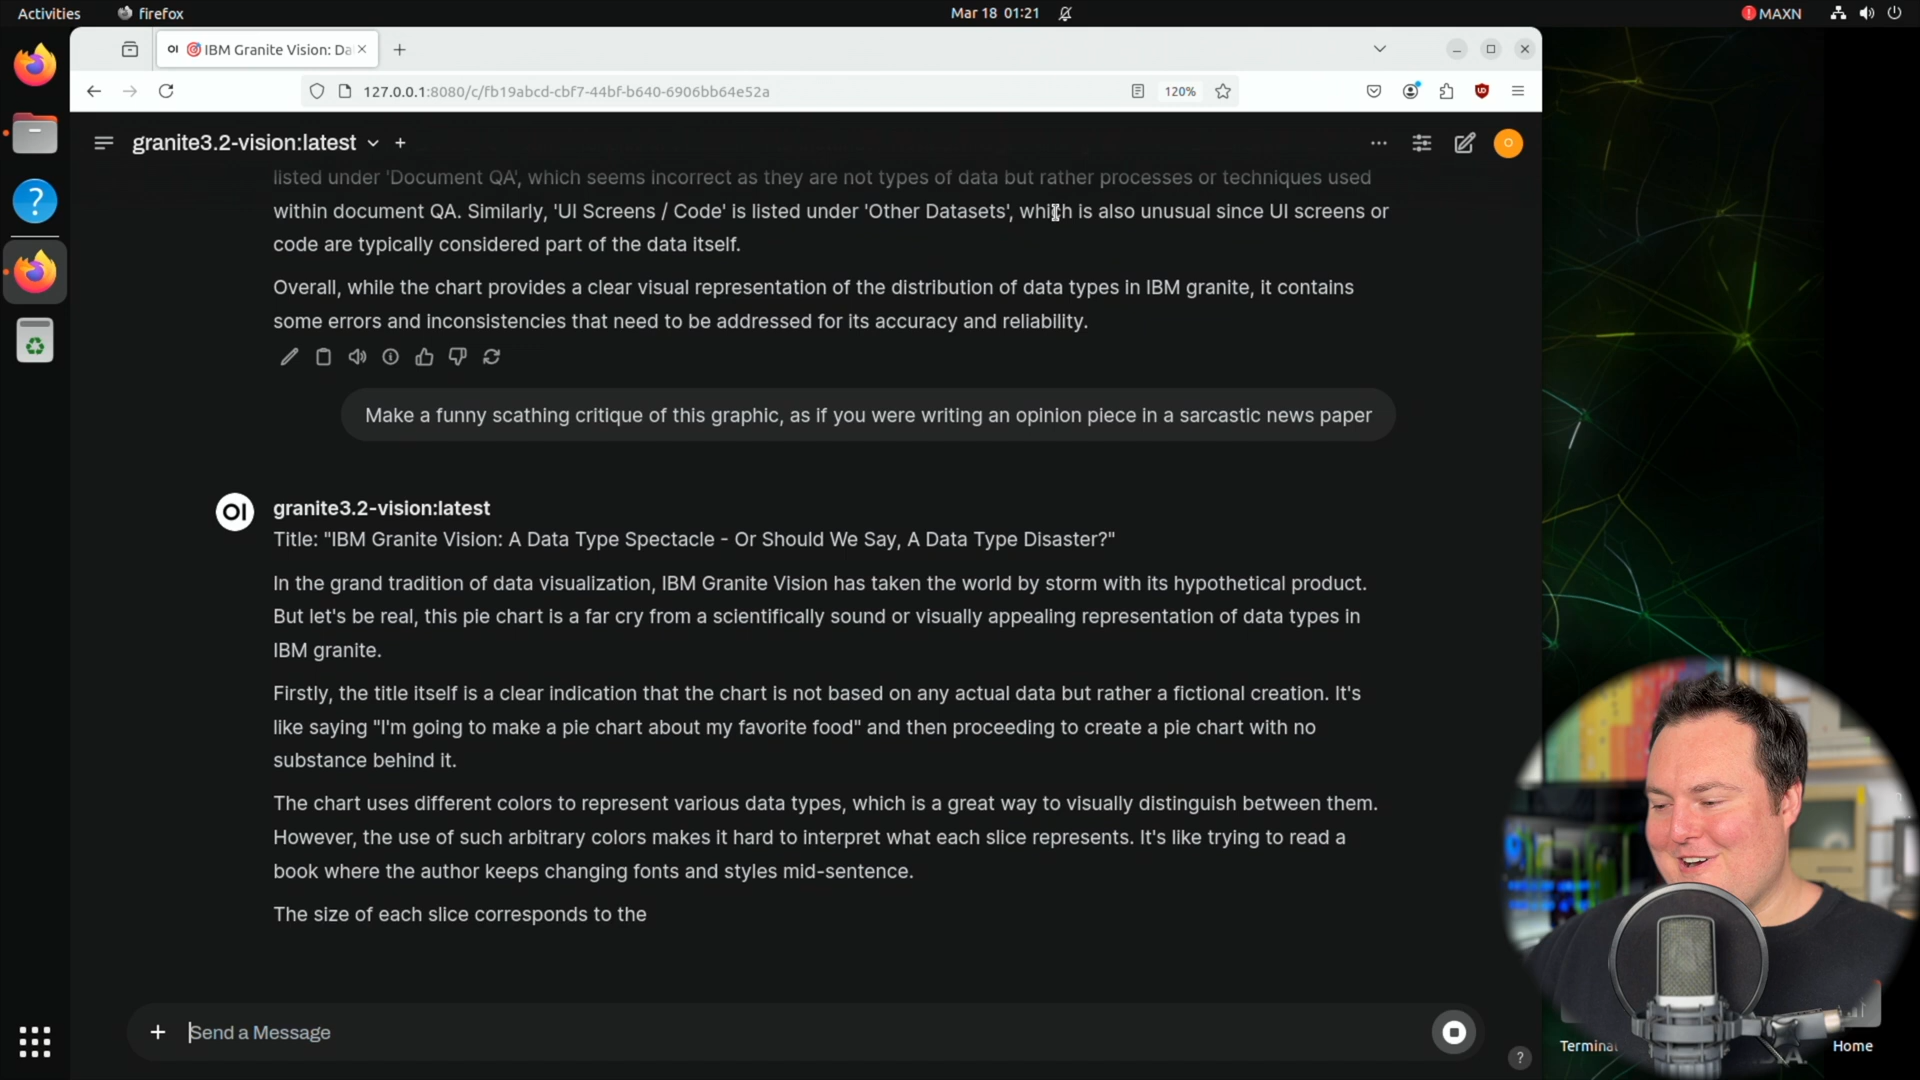 Activities
firefox
Mar 18 01:21
MAXN
OI IBM Granite Vision: Da
127.0.0.1:8080/c/fb19abcd-cbf7-44bf-b640-6906bb64e52a
120%
granite3.2-vision:latest
listed under 'Document QA', which seems incorrect as they are not types of data but rather processes or techniques used
within document QA. Similarly, 'UI Screens / Code' is listed under 'Other Datasets', which is also unusual since UI screens or
code are typically considered part of the data itself.
Overall, while the chart provides a clear visual representation of the distribution of data types in IBM granite, it contains
some errors and inconsistencies that need to be addressed for its accuracy and reliability.
Make a funny scathing critique of this graphic, as if you were writing an opinion piece in a sarcastic news paper
OI
granite3.2-vision:latest
Title: "IBM Granite Vision: A Data Type Spectacle - Or Should We Say, A Data Type Disaster?"
In the grand tradition of data visualization, IBM Granite Vision has taken the world by storm with its hypothetical product.
But let's be real, this pie chart is a far cry from a scientifically sound or visually appealing representation of data types in
IBM granite.
Firstly, the title itself is a clear indication that the chart is not based on any actual data but rather a fictional creation. It's
like saying "I'm going to make a pie chart about my favorite food" and then proceeding to create a pie chart with no
substance behind it.
The chart uses different colors to represent various data types, which is a great way to visually distinguish between them.
However, the use of such arbitrary colors makes it hard to interpret what each slice represents. It's like trying to read a
book where the author keeps changing fonts and styles mid-sentence.
The size of each slice corresponds to the
Send a Message
?
Home